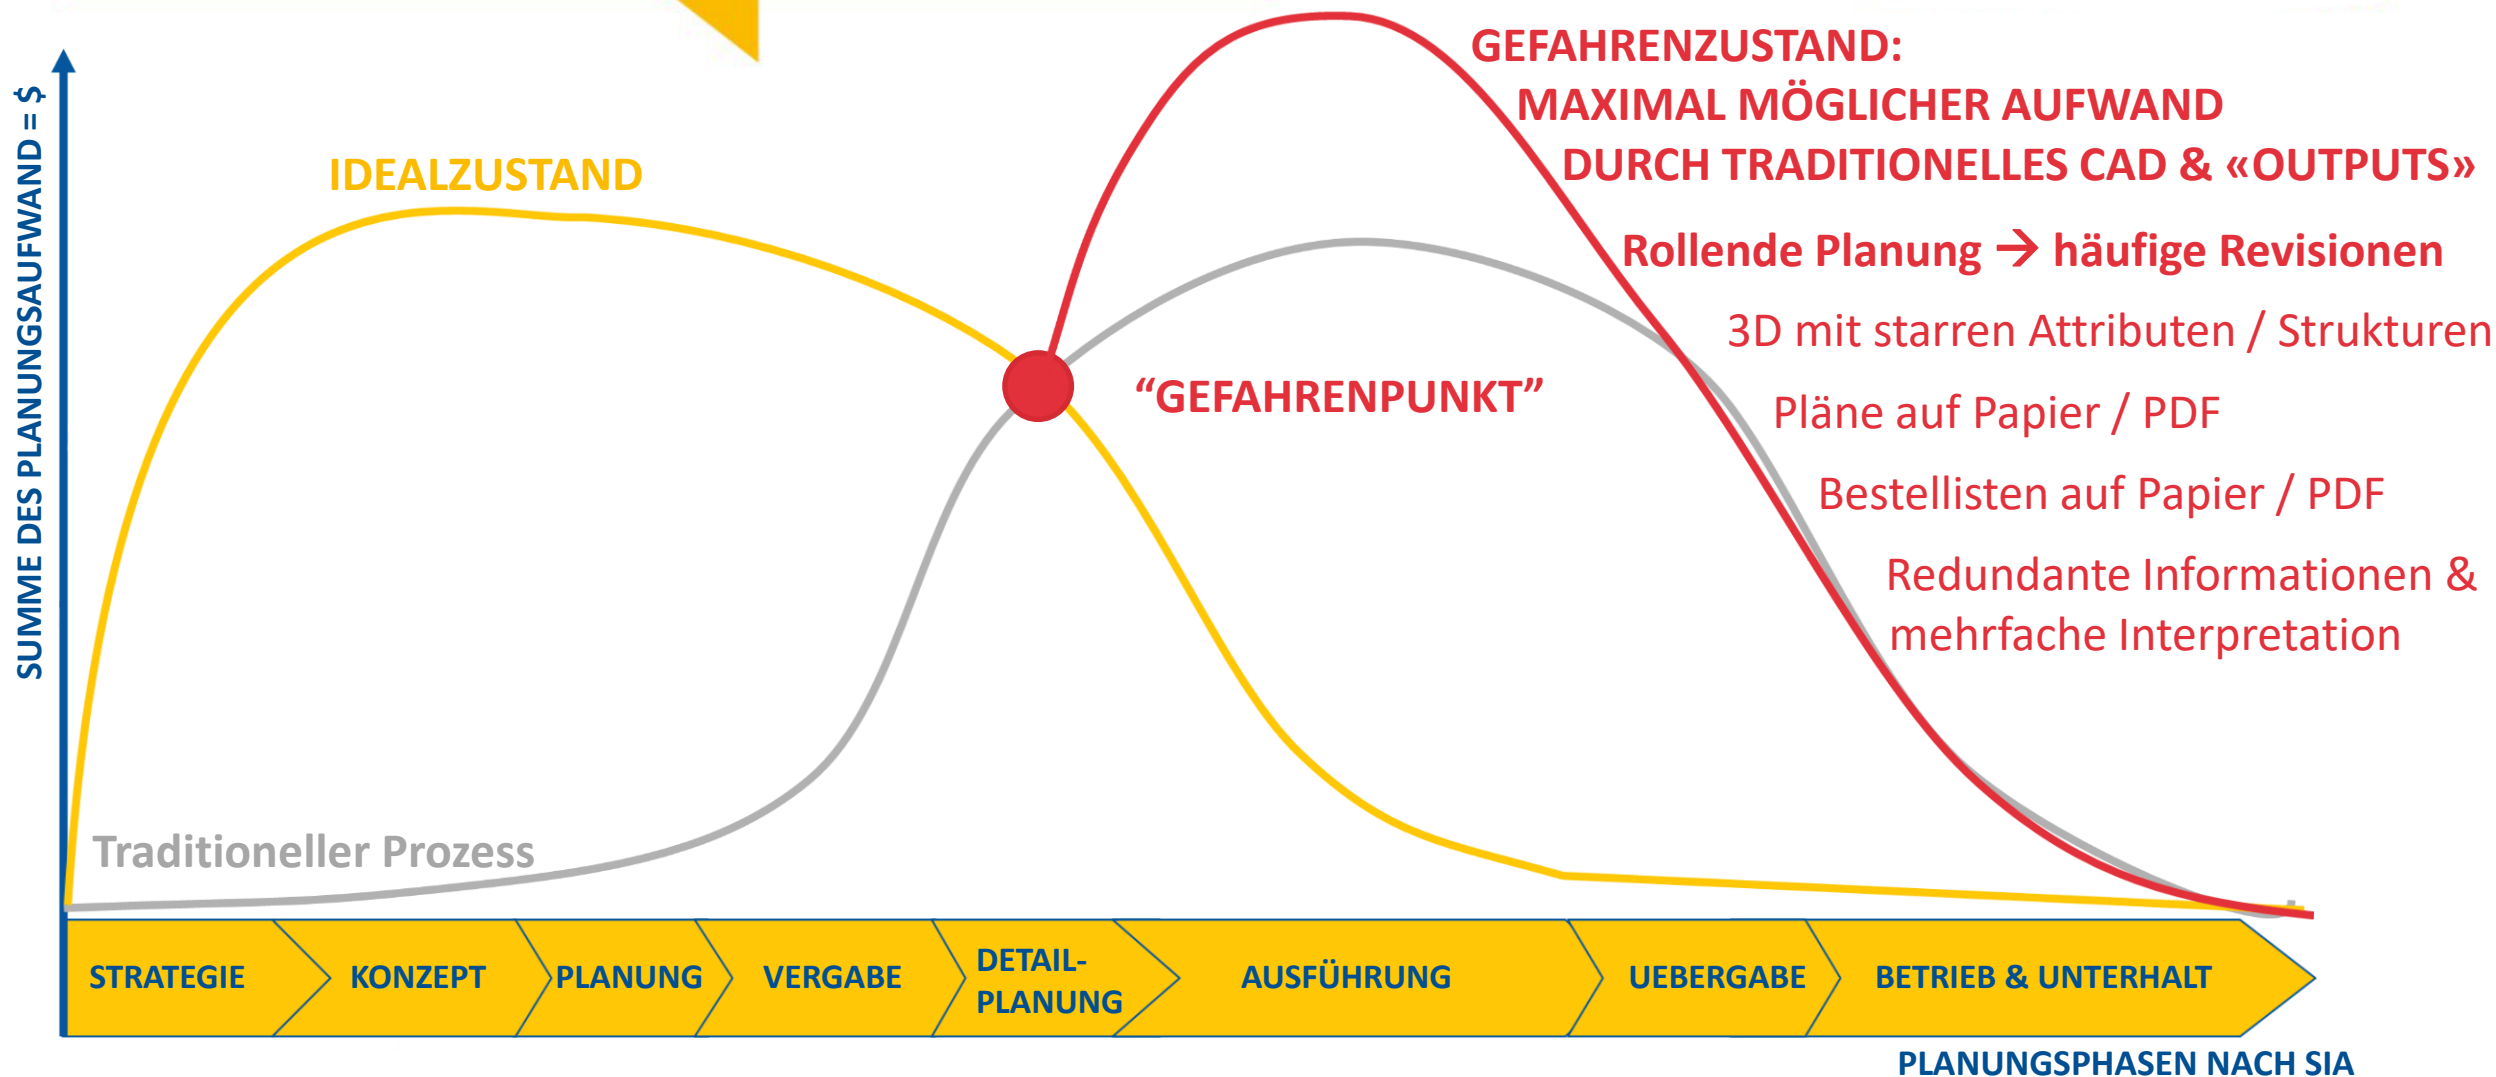 SUMME DES PLANUNGSAUFWAND = $
IDEALZUSTAND
GEFAHRENZUSTAND:
MAXIMAL MÖGLICHER AUFWAND
DURCH TRADITIONELLES CAD & «OUTPUTS»
Rollende Planung → häufige Revisionen
3D mit starren Attributen / Strukturen
“GEFAHRENPUNKT”
Pläne auf Papier / PDF
Bestellisten auf Papier / PDF
Redundante Informationen &
mehrfache Interpretation
Traditioneller Prozess
STRATEGIE
KONZEPT
PLANUNG
VERGABE
DETAIL-
PLANUNG
AUSFÜHRUNG
UEBERGABE
BETRIEB & UNTERHALT
PLANUNGSPHASEN NACH SIA